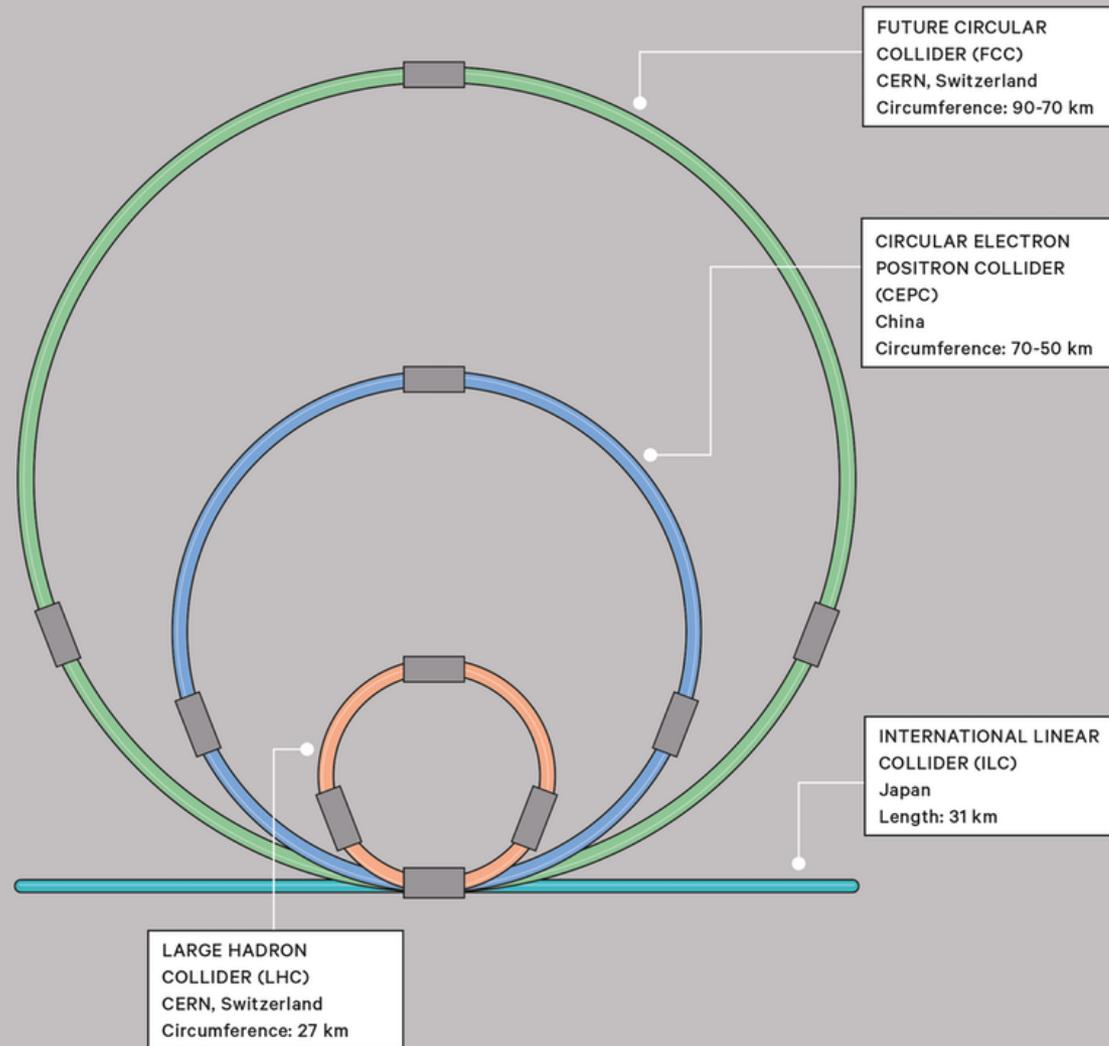 FUTURE CIRCULAR
COLLIDER (FCC)
CERN, Switzerland
Circumference: 90-70 km
CIRCULAR ELECTRON
POSITRON COLLIDER
(CEPC)
China
Circumference: 70-50 km
INTERNATIONAL LINEAR
COLLIDER (ILC)
Japan
Length: 31 km
LARGE HADRON
COLLIDER (LHC)
CERN, Switzerland
Circumference: 27 km